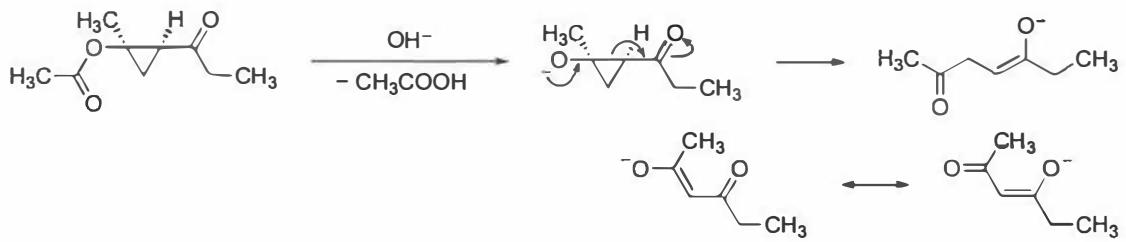 H₃C H O
O
H₃C O CH₃
OH⁻
− CH₃COOH
H₃C H O
O⁻ CH₃
O⁻
H₃C CH₃
O
CH₃
⁻O O
CH₃
CH₃
O O⁻
CH₃